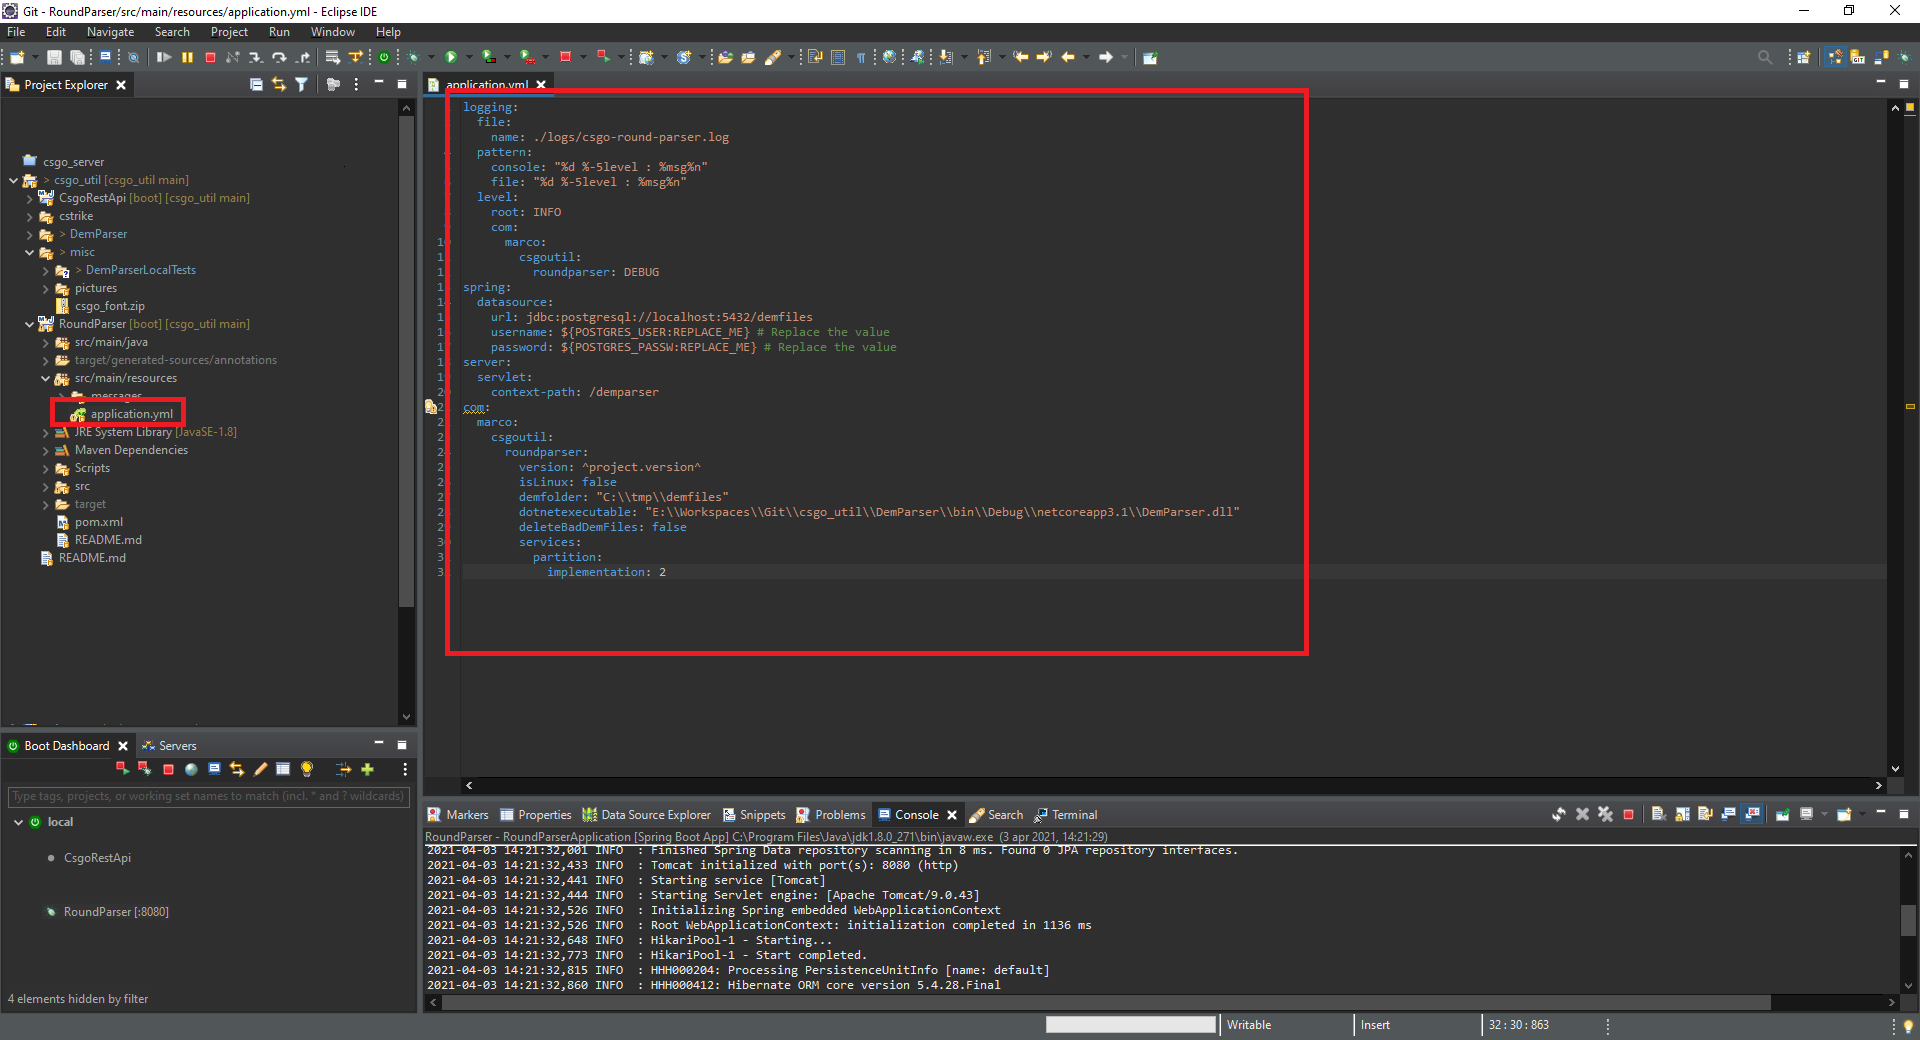 Git - RoundParser/src/main/resources/application.yml - Eclipse IDE
File Edit Navigate Search Project Run Window Help
Project Explorer
csgo_server
> csgo_util [csgo_util main]
CsgoRestApi [boot] [csgo_util main]
cstrike
> DemParser
> misc
> DemParserLocalTests
pictures
csgo_font.zip
RoundParser [boot] [csgo_util main]
src/main/java
target/generated-sources/annotations
src/main/resources
messages
application.yml
JRE System Library [JavaSE-1.8]
Maven Dependencies
Scripts
src
target
pom.xml
README.md
README.md
application.yml
logging:
file:
name: ./logs/csgo-round-parser.log
pattern:
console: "%d %-5level : %msg%n"
file: "%d %-5level : %msg%n"
level:
root: INFO
com:
marco:
csgoutil:
roundparser: DEBUG
spring:
datasource:
url: jdbc:postgresql://localhost:5432/demfiles
username: ${POSTGRES_USER:REPLACE_ME} # Replace the value
password: ${POSTGRES_PASSW:REPLACE_ME} # Replace the value
server:
servlet:
context-path: /demparser
com:
marco:
csgoutil:
roundparser:
version: ^project.version^
isLinux: false
demfolder: "C:\\tmp\\demfiles"
dotnetexecutable: "E:\\Workspaces\\Git\\csgo_util\\DemParser\\bin\\Debug\\netcoreapp3.1\\DemParser.dll"
deleteBadDemFiles: false
services:
partition:
implementation: 2
Boot Dashboard Servers
Type tags, projects, or working set names to match (incl. * and ? wildcards)
local
CsgoRestApi
RoundParser [:8080]
4 elements hidden by filter
Markers Properties Data Source Explorer Snippets Problems Console Search Terminal
RoundParser - RoundParserApplication [Spring Boot App] C:\Program Files\Java\jdk1.8.0_271\bin\javaw.exe (3 apr 2021, 14:21:29)
2021-04-03 14:21:32,001 INFO : Finished Spring Data repository scanning in 8 ms. Found 0 JPA repository interfaces.
2021-04-03 14:21:32,433 INFO : Tomcat initialized with port(s): 8080 (http)
2021-04-03 14:21:32,441 INFO : Starting service [Tomcat]
2021-04-03 14:21:32,444 INFO : Starting Servlet engine: [Apache Tomcat/9.0.43]
2021-04-03 14:21:32,526 INFO : Initializing Spring embedded WebApplicationContext
2021-04-03 14:21:32,526 INFO : Root WebApplicationContext: initialization completed in 1136 ms
2021-04-03 14:21:32,648 INFO : HikariPool-1 - Starting...
2021-04-03 14:21:32,773 INFO : HikariPool-1 - Start completed.
2021-04-03 14:21:32,815 INFO : HHH000204: Processing PersistenceUnitInfo [name: default]
2021-04-03 14:21:32,860 INFO : HHH000412: Hibernate ORM core version 5.4.28.Final
Writable Insert 32 : 30 : 863